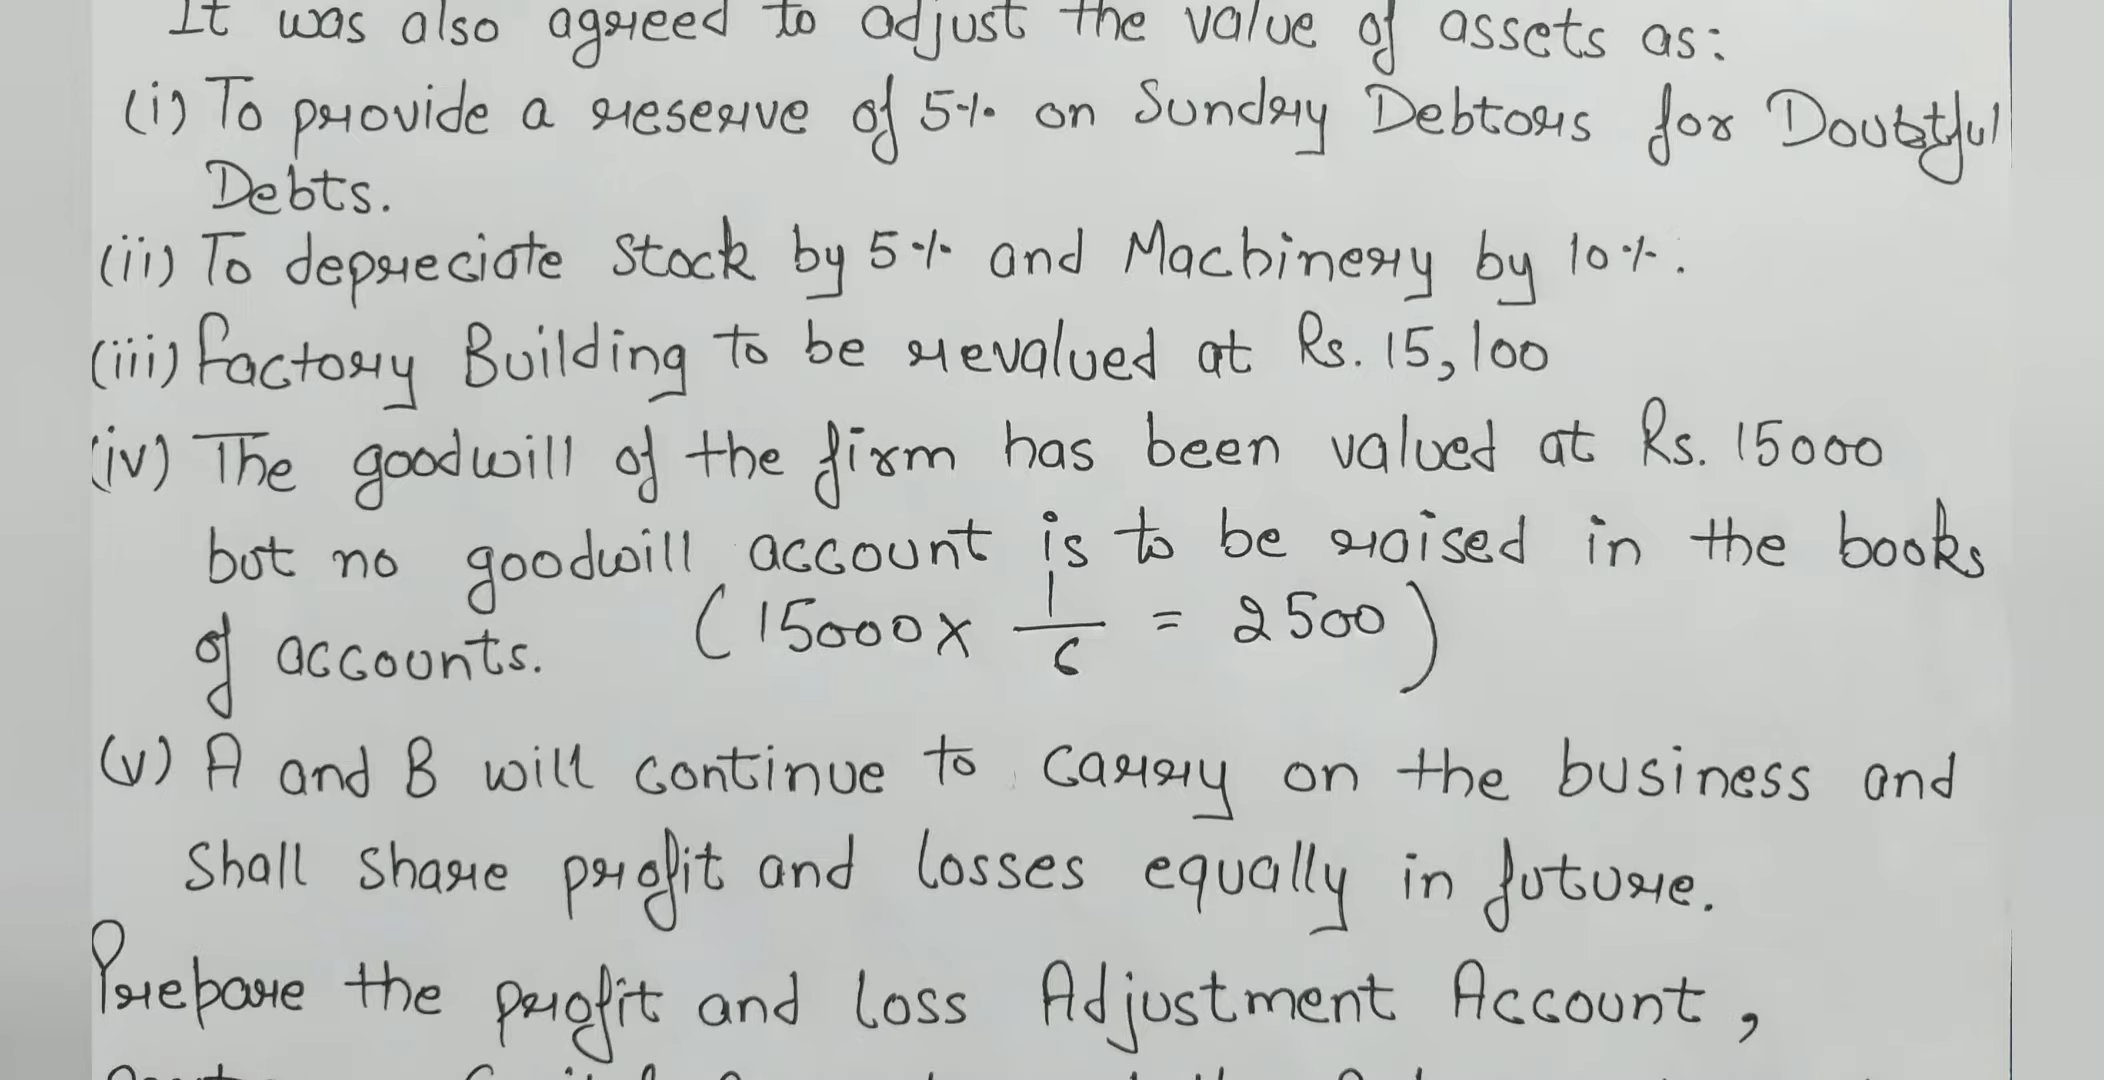 It was also agreed to adjust the value of assets as:
(i) To provide a reserve of 5% on Sundry Debtors for Doubtful
Debts.
(ii) To depreciate stock by 5% and Machinery by 10%.
(iii) Factory Building to be revalued at Rs. 15,100
(iv) The goodwill of the firm has been valued at Rs. 15000
but no goodwill account is to be raised in the books
of accounts. (15000 x 1/6 = 2500)
(v) A and B will continue to carry on the business and
shall share profit and losses equally in future.
Prepare the profit and loss Adjustment Account,